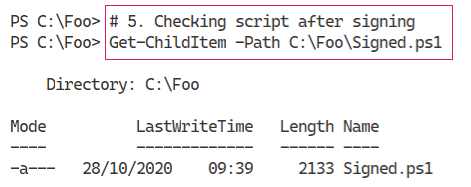 PS C:\Foo> # 5. Checking script after signing
PS C:\Foo> Get-ChildItem -Path C:\Foo\Signed.ps1
Directory: C:\Foo
Mode LastWriteTime Length Name
---- ------------- ------ ----
-a--- 28/10/2020 09:39 2133 Signed.ps1